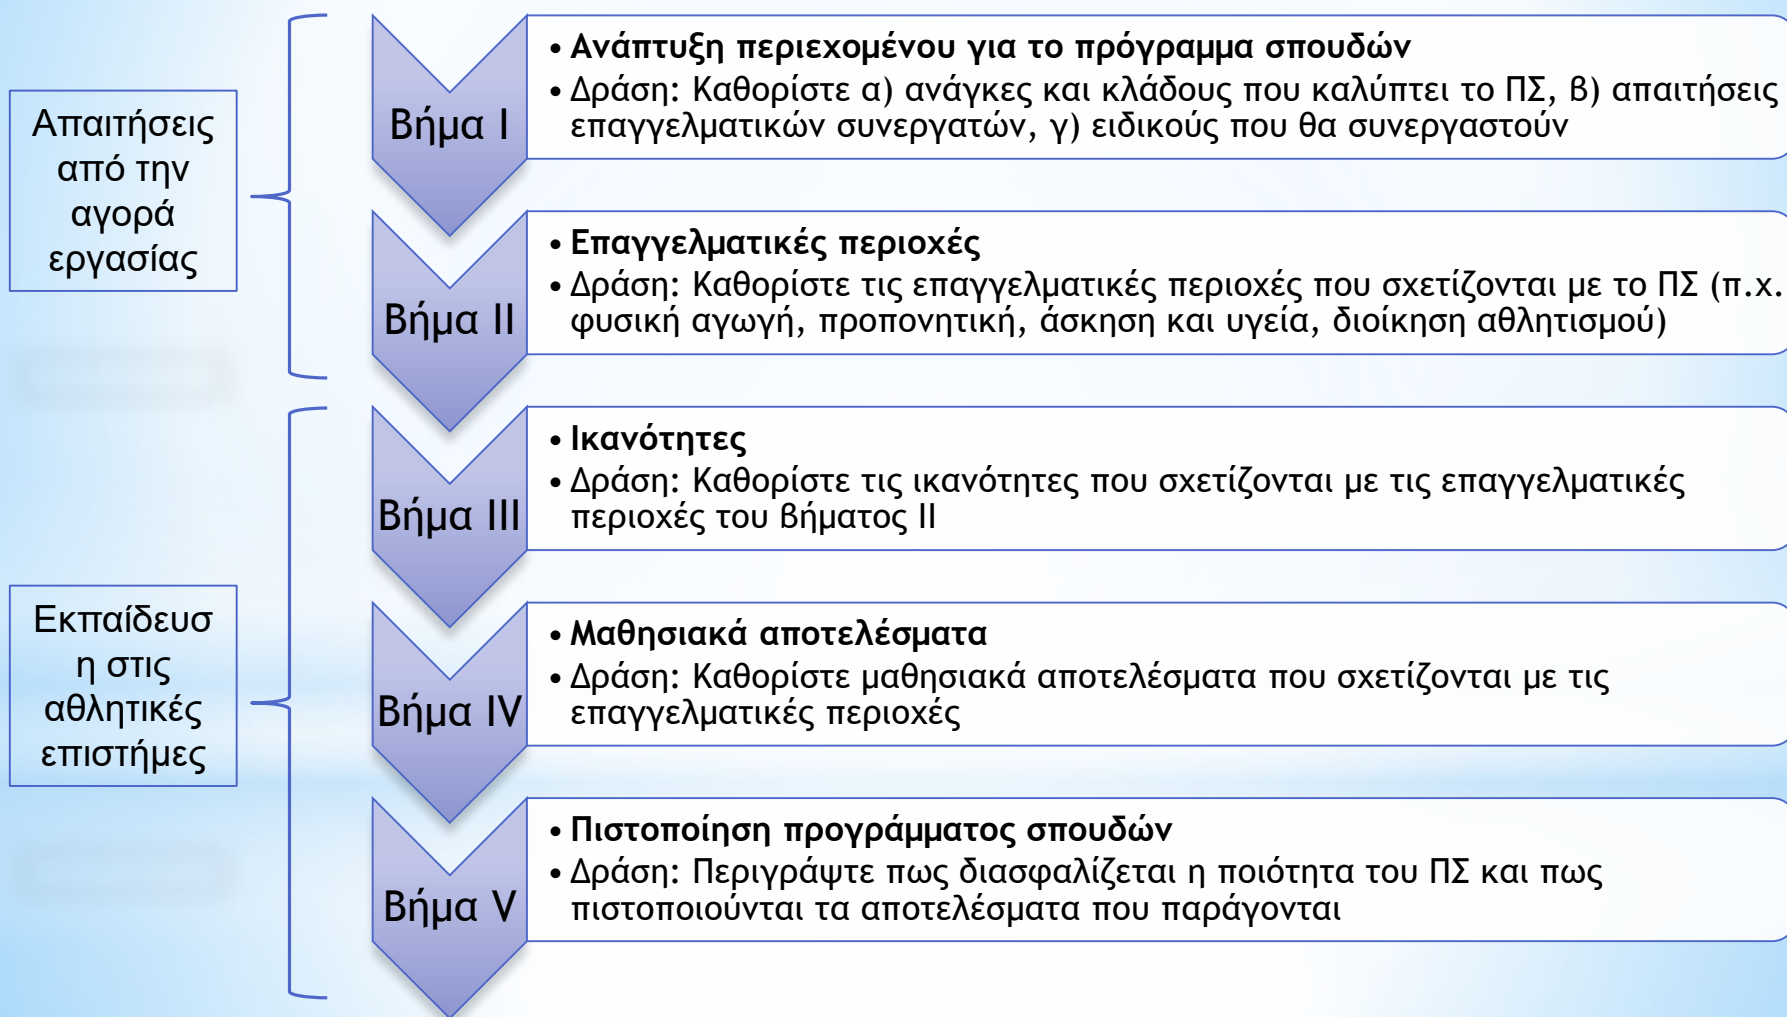 Απαιτήσεις
από την
αγορά
εργασίας
Βήμα I
• Ανάπτυξη περιεχομένου για το πρόγραμμα σπουδών
• Δράση: Καθορίστε α) ανάγκες και κλάδους που καλύπτει το ΠΣ, β) απαιτήσεις
επαγγελματικών συνεργατών, γ) ειδικούς που θα συνεργαστούν
Βήμα II
• Επαγγελματικές περιοχές
• Δράση: Καθορίστε τις επαγγελματικές περιοχές που σχετίζονται με το ΠΣ (π.χ.
φυσική αγωγή, προπονητική, άσκηση και υγεία, διοίκηση αθλητισμού)
Εκπαίδευσ
η στις
αθλητικές
επιστήμες
Βήμα III
• Ικανότητες
• Δράση: Καθορίστε τις ικανότητες που σχετίζονται με τις επαγγελματικές
περιοχές του βήματος ΙΙ
Βήμα IV
• Μαθησιακά αποτελέσματα
• Δράση: Καθορίστε μαθησιακά αποτελέσματα που σχετίζονται με τις
επαγγελματικές περιοχές
Βήμα V
• Πιστοποίηση προγράμματος σπουδών
• Δράση: Περιγράψτε πως διασφαλίζεται η ποιότητα του ΠΣ και πως
πιστοποιούνται τα αποτελέσματα που παράγονται